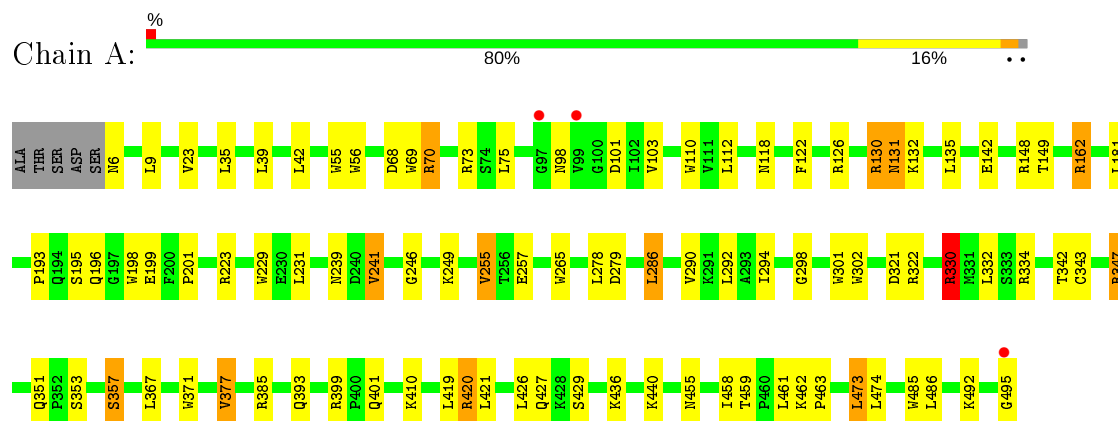 %
Chain A:
80% 16% . .
ALA THR SER ASP SER N6 L9 V23 L35 L39 L42 W55 W56 D68 W69 R70 R73 S74 L75 G97 N98 V99 G100 D101 I102 V103 W110 V111 L112 N118 F122 R126 R130 N131 K132 L135 E142 R148 T149 R162
P193 Q194 S195 Q196 G197 W198 E199 F200 P201 R223 W229 E230 L231 N239 D240 V241 G246 K249 V255 T256 E257 W265 L278 D279 L286 V290 K291 L292 A293 I294 G298 W301 W302 D321 R322 R330 M331 L332 S333 R334 T342 C343
Q351 P352 S353 S357 L367 W371 V377 R385 Q393 R399 P400 Q401 K410 L419 R420 L421 L426 Q427 K428 S429 K436 K440 N455 I458 T459 P460 L461 K462 P463 L473 L474 W485 L486 K492 G495